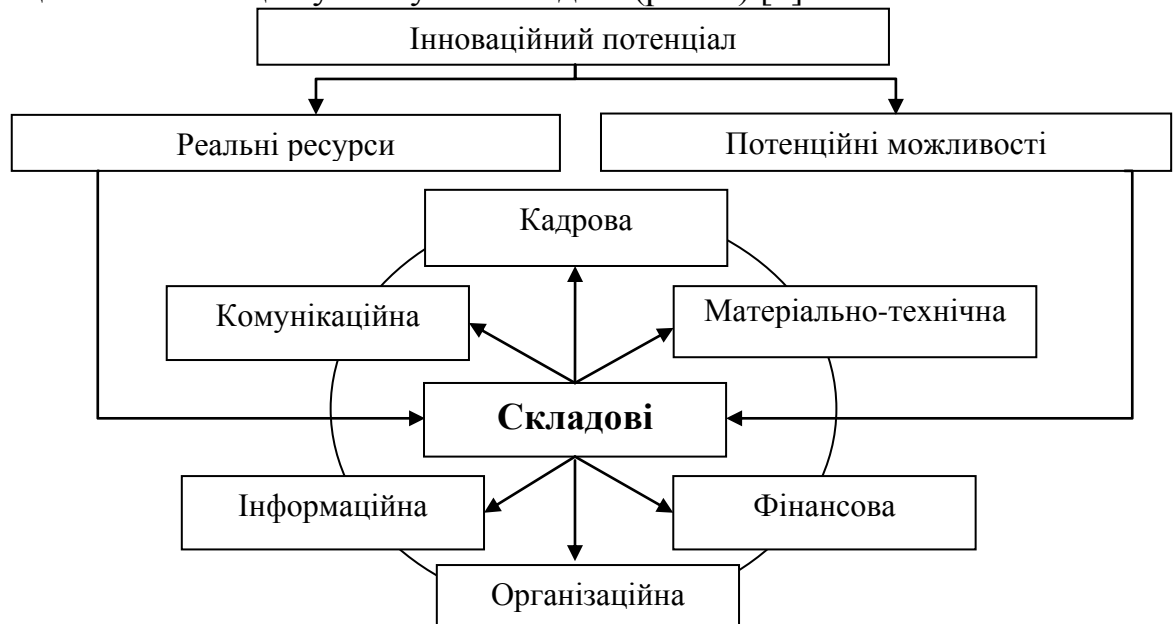 Інноваційний потенціал
Реальні ресурси
Потенційні можливості
Кадрова
Комунікаційна
Матеріально-технічна
Складові
Інформаційна
Фінансова
Організаційна